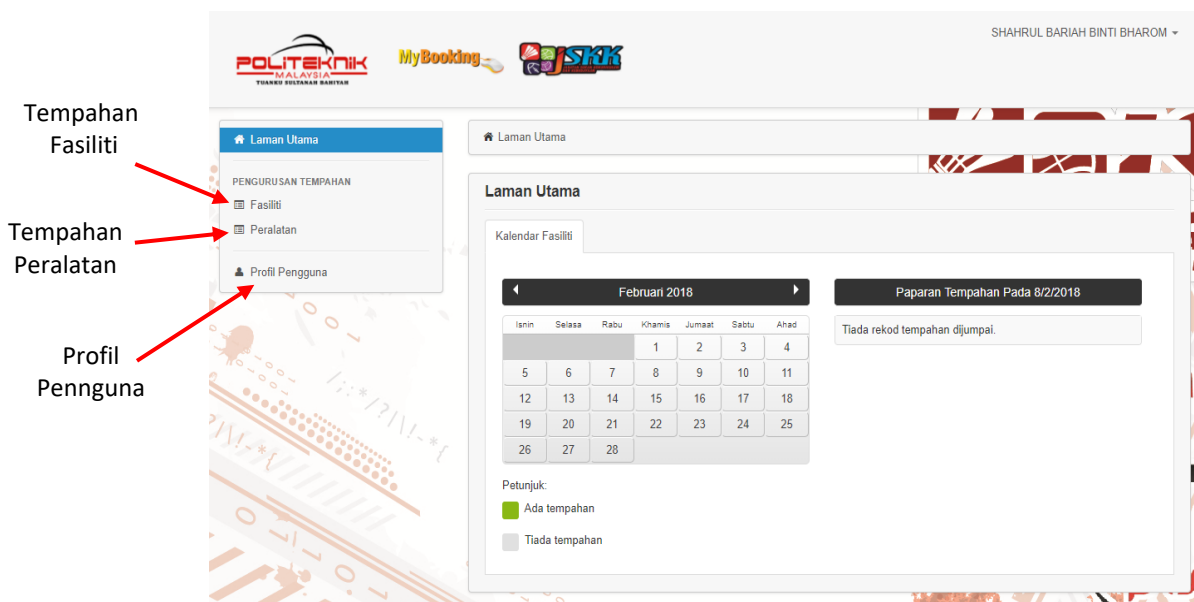 SHAHRUL BARIAH BINTI BHAROM
POLITEKNIK
MALAYSIA
TUANKU SULTANAH BAHIYAH
MyBooking
JSKK
Tempahan
Fasiliti
Tempahan
Peralatan
Profil
Pennguna
Laman Utama
PENGURUSAN TEMPAHAN
Fasiliti
Peralatan
Profil Pengguna
Laman Utama
Laman Utama
Kalendar Fasiliti
Februari 2018
Isnin Selasa Rabu Khamis Jumaat Sabtu Ahad
1 2 3 4
5 6 7 8 9 10 11
12 13 14 15 16 17 18
19 20 21 22 23 24 25
26 27 28
Petunjuk:
Ada tempahan
Tiada tempahan
Paparan Tempahan Pada 8/2/2018
Tiada rekod tempahan dijumpai.